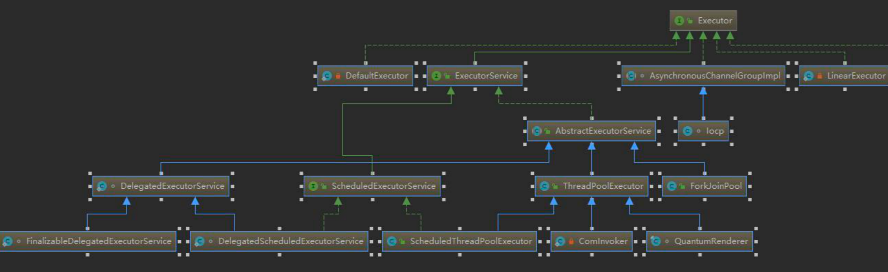 Executor
DefaultExecutor
ExecutorService
AsynchronousChannelGroupImpl
LinearExecutor
AbstractExecutorService
Iocp
DelegatedExecutorService
ScheduledExecutorService
ThreadPoolExecutor
ForkJoinPool
FinalizableDelegatedExecutorService
DelegatedScheduledExecutorService
ScheduledThreadPoolExecutor
ComInvoker
QuantumRenderer